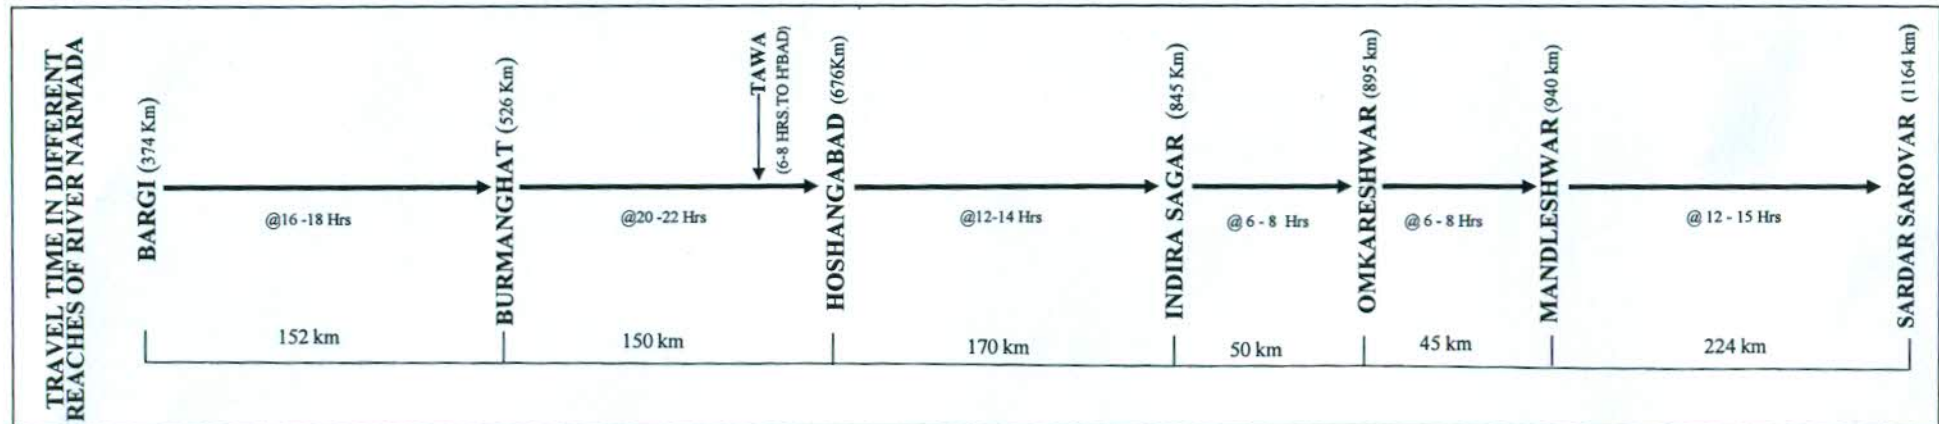 TRAVEL TIME IN DIFFERENT
REACHES OF RIVER NARMADA
BARGI (374 Km)
@16 -18 Hrs
152 km
BURMANGHAT (526 Km)
@20 -22 Hrs
150 km
TAWA
(6-8 HRS.TO H'BAD)
HOSHANGABAD (676Km)
@12-14 Hrs
170 km
INDIRA SAGAR (845 Km)
@ 6 - 8 Hrs
50 km
OMKARESHWAR (895 km)
@ 6 - 8 Hrs
45 km
MANDLESHWAR (940 km)
@ 12 - 15 Hrs
224 km
SARDAR SAROVAR (1164 km)